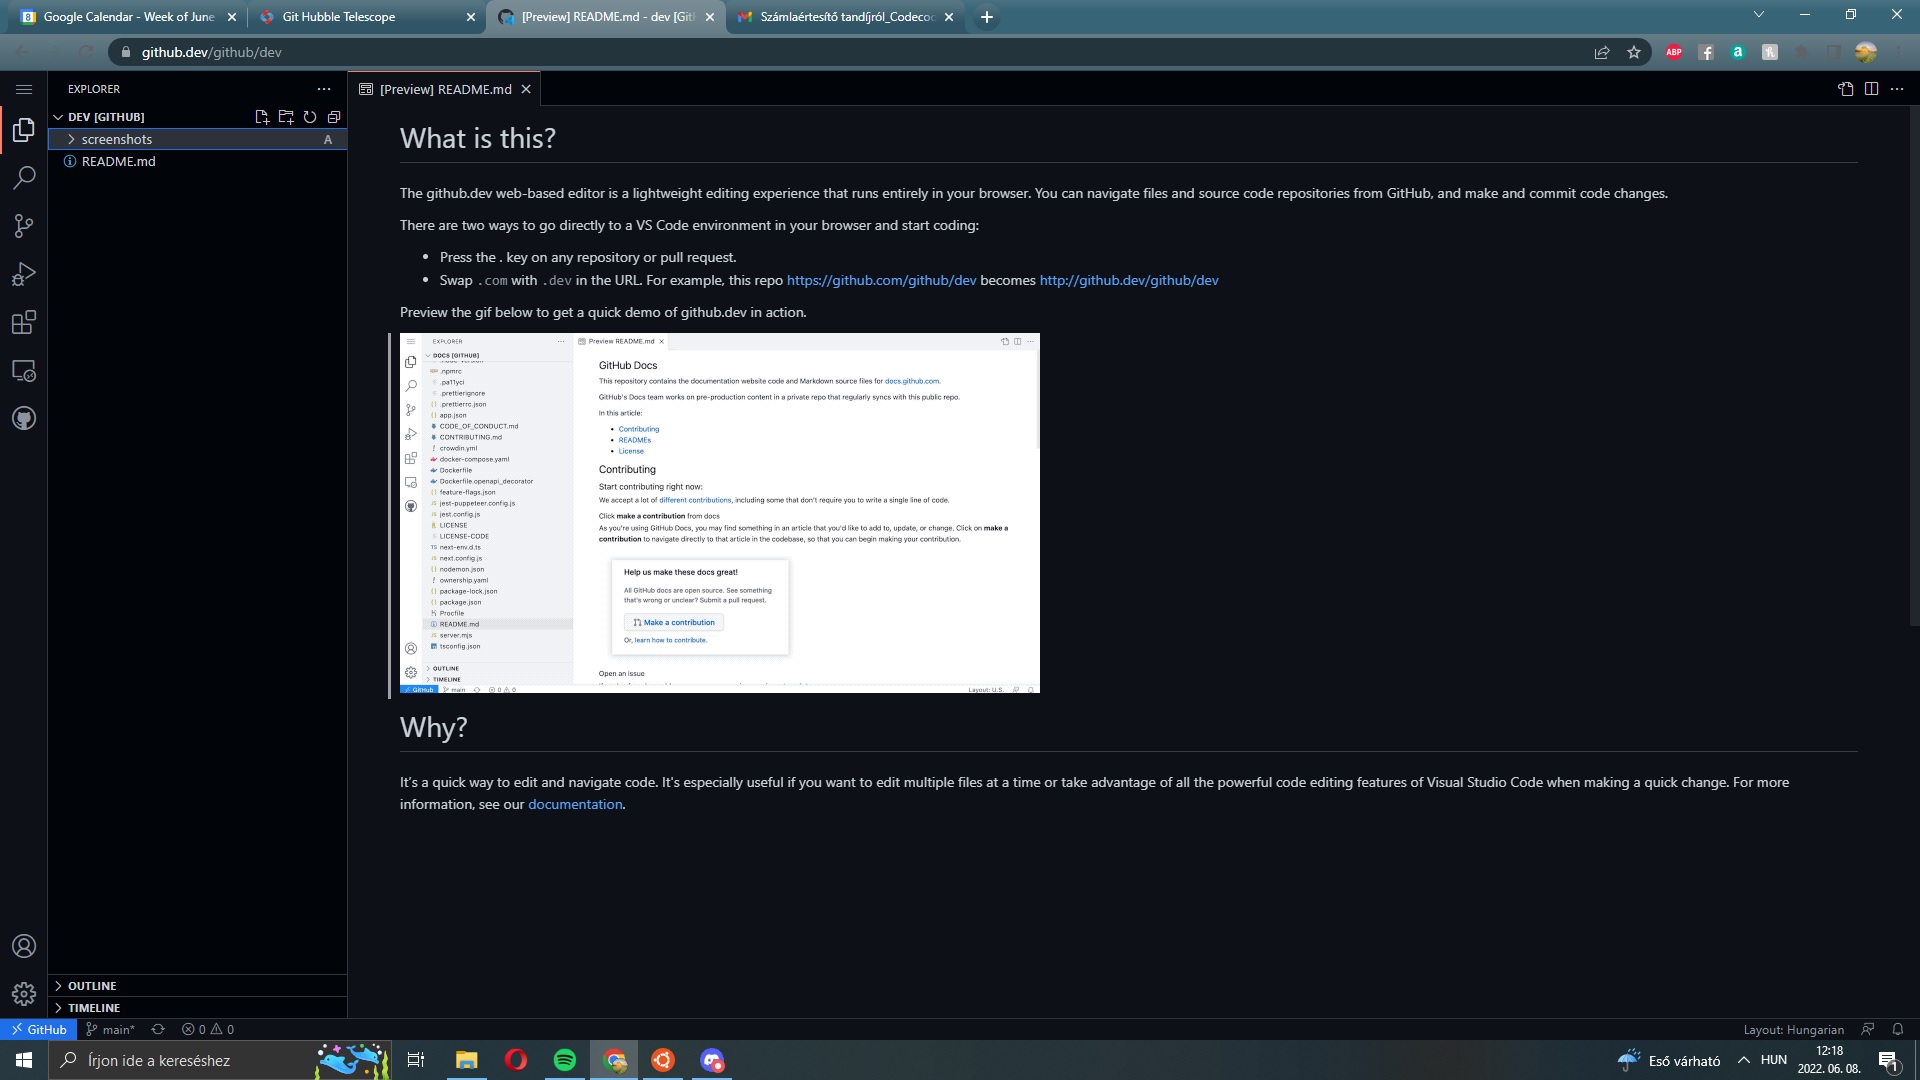 Google Calendar - Week of June
Git Hubble Telescope
[Preview] README.md - dev [Git
Számlaértesítő tandíjról_Codecoo
github.dev/github/dev
ABP
EXPLORER
DEV [GITHUB]
screenshots
A
README.md
[Preview] README.md
What is this?
The github.dev web-based editor is a lightweight editing experience that runs entirely in your browser. You can navigate files and source code repositories from GitHub, and make and commit code changes.
There are two ways to go directly to a VS Code environment in your browser and start coding:
• Press the . key on any repository or pull request.
• Swap .com with .dev in the URL. For example, this repo https://github.com/github/dev becomes http://github.dev/github/dev
Preview the gif below to get a quick demo of github.dev in action.
EXPLORER
DOCS [GITHUB]
.npmrc
.pa11yci
.prettierignore
.prettierrc.json
app.json
CODE_OF_CONDUCT.md
CONTRIBUTING.md
crowdin.yml
docker-compose.yaml
Dockerfile
Dockerfile.openapi_decorator
feature-flags.json
jest-puppeteer.config.js
jest.config.js
LICENSE
LICENSE-CODE
next-env.d.ts
next.config.js
nodemon.json
ownership.yaml
package-lock.json
package.json
Procfile
README.md
server.mjs
tsconfig.json
OUTLINE
TIMELINE
GitHub
main
0 0
Layout: U.S.
Preview README.md
GitHub Docs
This repository contains the documentation website code and Markdown source files for docs.github.com.
GitHub's Docs team works on pre-production content in a private repo that regularly syncs with this public repo.
In this article:
• Contributing
• READMEs
• License
Contributing
Start contributing right now:
We accept a lot of different contributions, including some that don't require you to write a single line of code.
Click make a contribution from docs
As you're using GitHub Docs, you may find something in an article that you'd like to add to, update, or change. Click on make a
contribution to navigate directly to that article in the codebase, so that you can begin making your contribution.
Help us make these docs great!
All GitHub docs are open source. See something
that's wrong or unclear? Submit a pull request.
Make a contribution
Or, learn how to contribute.
Open an issue
Why?
It's a quick way to edit and navigate code. It's especially useful if you want to edit multiple files at a time or take advantage of all the powerful code editing features of Visual Studio Code when making a quick change. For more
information, see our documentation.
OUTLINE
TIMELINE
GitHub
main*
0 0
Layout: Hungarian
Írjon ide a kereséshez
Eső várható
HUN
12:18
2022. 06. 08.
1